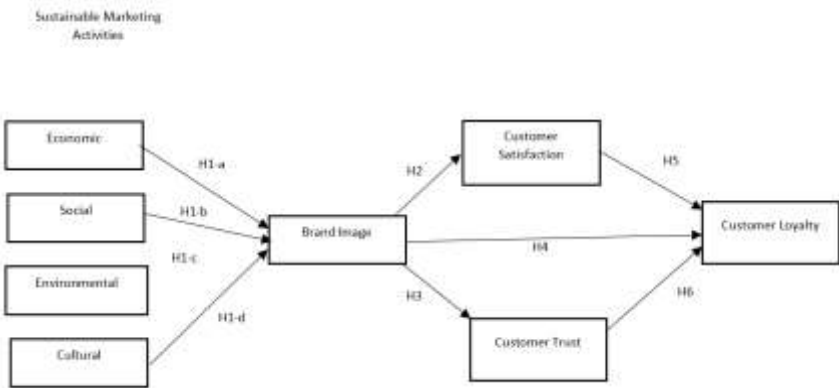 Sustainable Marketing
Activities
Economic
Social
Environmental
Cultural
H1-a
H1-b
H1-c
H1-d
Brand Image
H2
H3
H4
Customer
Satisfaction
Customer Trust
H5
H6
Customer Loyalty